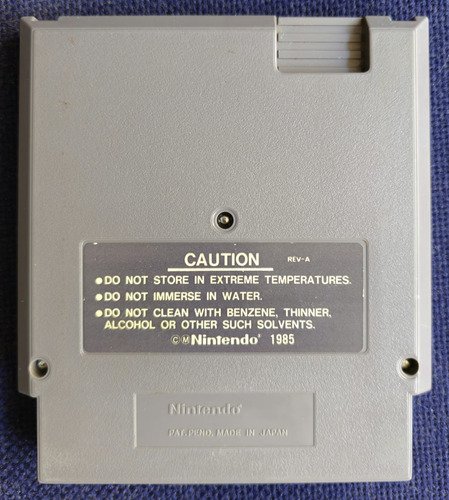 CAUTION REV-A
● DO NOT STORE IN EXTREME TEMPERATURES.
● DO NOT IMMERSE IN WATER.
● DO NOT CLEAN WITH BENZENE, THINNER,
ALCOHOL OR OTHER SUCH SOLVENTS.
©Ⓜ Nintendo® 1985
Nintendo®
PAT. PEND. MADE IN JAPAN